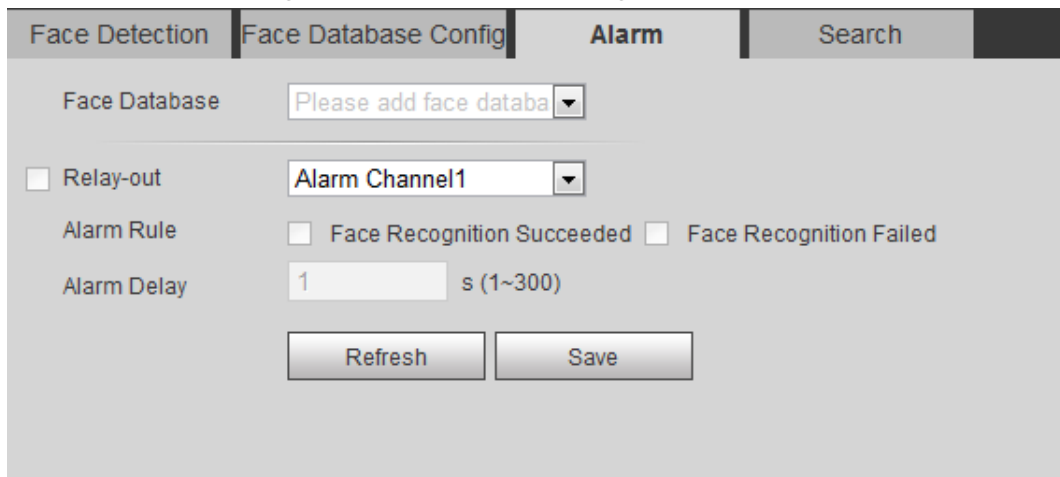 Face Detection Face Database Config Alarm Search
Face Database Please add face databa
Relay-out Alarm Channel1
Alarm Rule Face Recognition Succeeded Face Recognition Failed
Alarm Delay 1 s (1~300)
Refresh Save